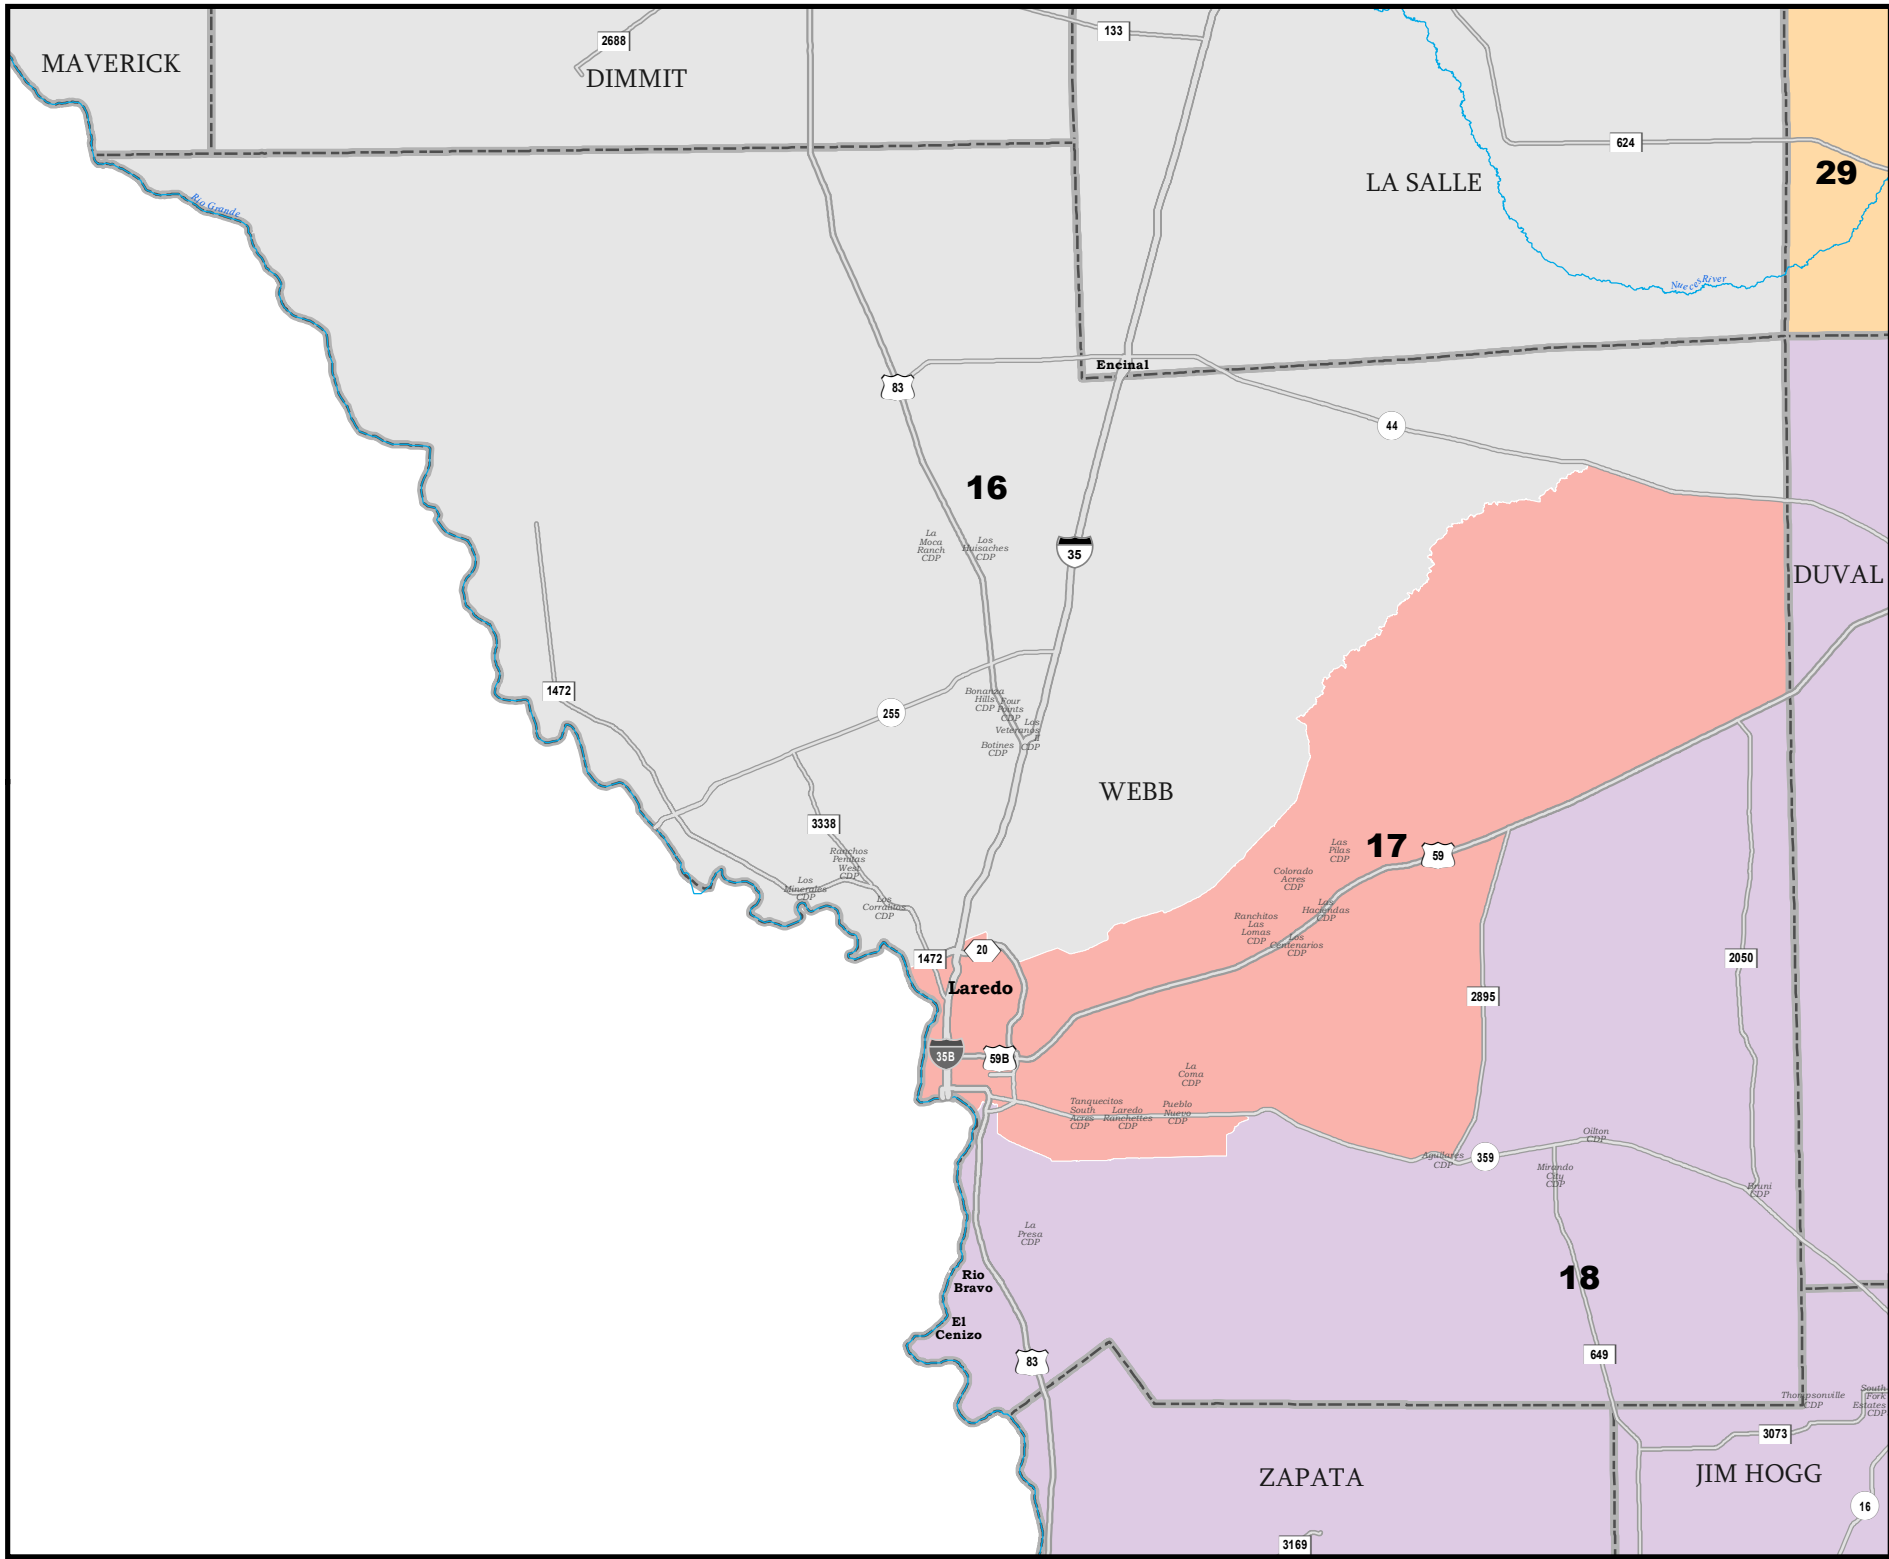 133
2688
MAVERICK
DIMMIT
624
29
LA SALLE
Rio Grande
Nueces River
Encinal
83
44
16
La
Moca
Ranch
CDP
Los
Huisaches
CDP
35
DUVAL
1472
255
Bonanza
Hills
CDP
Four
Points
CDP
Los
Veteranos
II
CDP
Botines
CDP
WEBB
3338
17
59
Las
Pilas
CDP
Ranchos
Penitas
West
CDP
Colorado
Acres
CDP
Los
Minerales
CDP
Los
Corralitos
CDP
Las
Haciendas
CDP
Ranchitos
Las
Lomas
CDP
Los
Centenarios
CDP
20
1472
2050
Laredo
2895
35B
59B
La
Coma
CDP
Tanquecitos
South
Acres
CDP
Laredo
Ranchettes
CDP
Pueblo
Nuevo
CDP
Oilton
CDP
Aguilares
CDP
359
Mirando
City
CDP
Bruni
CDP
La
Presa
CDP
Rio
Bravo
18
El
Cenizo
83
649
Thompsonville
CDP
South
Fork
Estates
CDP
3073
ZAPATA
JIM HOGG
16
3169